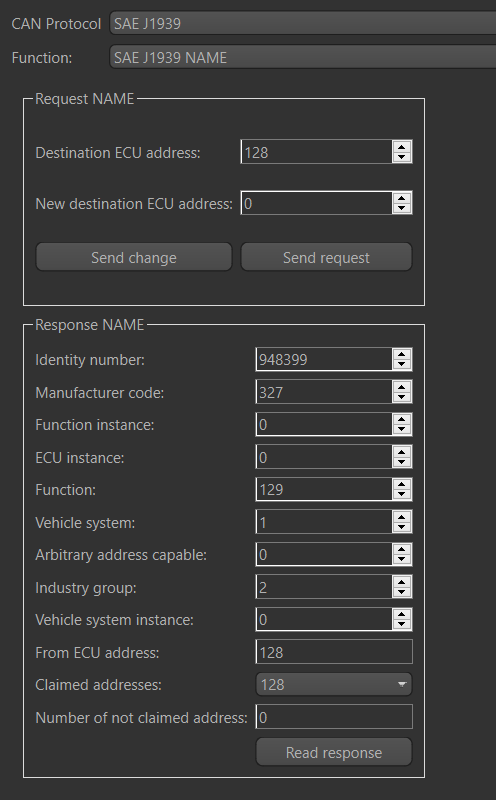 CAN Protocol SAE J1939
Function: SAE J1939 NAME
Request NAME
Destination ECU address: 128
New destination ECU address: 0
Send change Send request
Response NAME
Identity number: 948399
Manufacturer code: 327
Function instance: 0
ECU instance: 0
Function: 129
Vehicle system: 1
Arbitrary address capable: 0
Industry group: 2
Vehicle system instance: 0
From ECU address: 128
Claimed addresses: 128
Number of not claimed address: 0
Read response